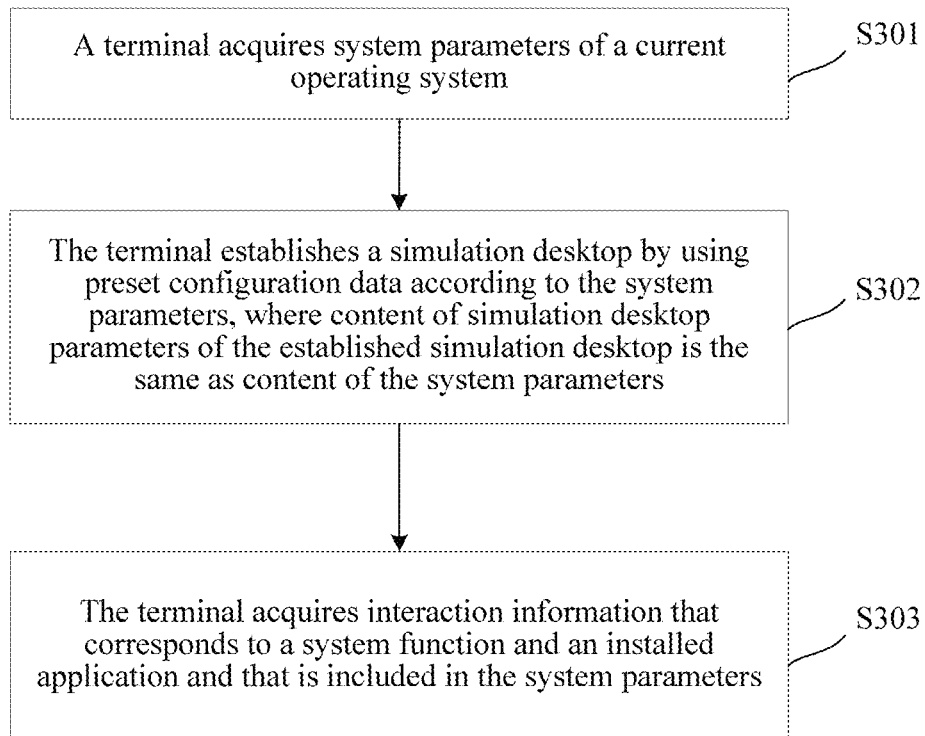 A terminal acquires system parameters of a current
operating system
S301
The terminal establishes a simulation desktop by using
preset configuration data according to the system
parameters, where content of simulation desktop
parameters of the established simulation desktop is the
same as content of the system parameters
S302
The terminal acquires interaction information that
corresponds to a system function and an installed
application and that is included in the system parameters
S303